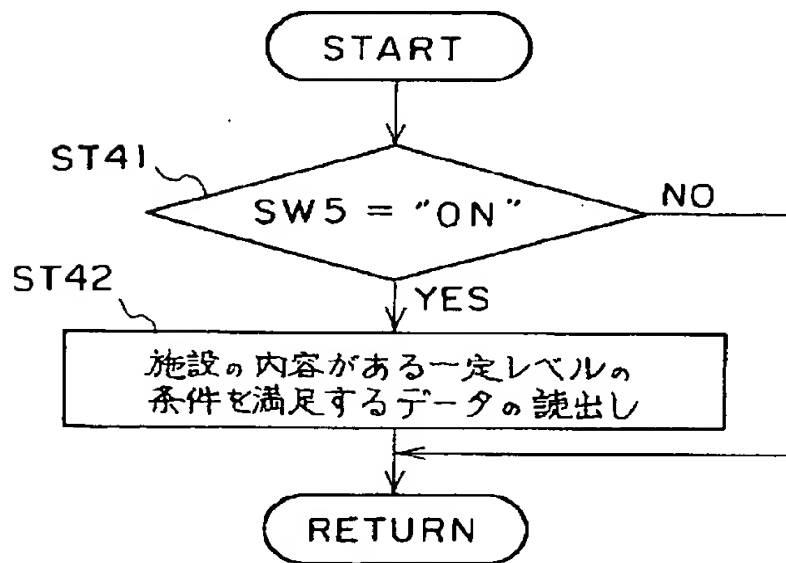 START
ST41
SW5 = "ON"
NO
ST42
YES
施設の内容がある一定レベルの
条件を満足するデータの読出し
RETURN